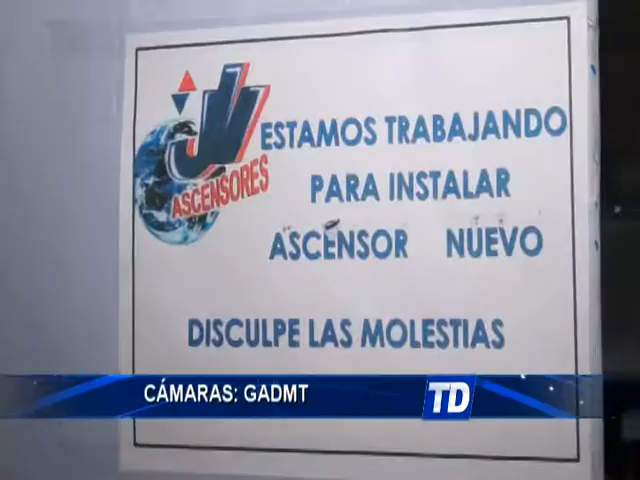 JV
ASCENSORES
ESTAMOS TRABAJANDO
PARA INSTALAR
ASCENSOR NUEVO
DISCULPE LAS MOLESTIAS
CÁMARAS: GADMT
TD